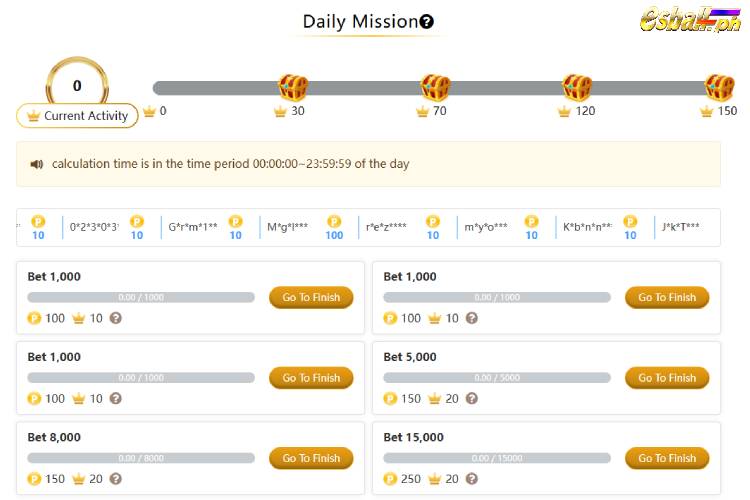 Daily Mission?
esball.ph
0
Current Activity
0
30
70
120
150
calculation time is in the time period 00:00:00~23:59:59 of the day
P 10
0*2*3*0*3*
P 10
G*r*m*1**
P 10
M*g*l***
P 100
r*e*z****
P 10
m*y*o***
P 10
K*b*n*n**
P 10
J*k*T***
Bet 1,000
0.00 / 1000
Go To Finish
P 100 10 ?
Bet 1,000
0.00 / 1000
Go To Finish
P 100 10 ?
Bet 1,000
0.00 / 1000
Go To Finish
P 100 10 ?
Bet 5,000
0.00 / 5000
Go To Finish
P 150 20 ?
Bet 8,000
0.00 / 8000
Go To Finish
P 150 20 ?
Bet 15,000
0.00 / 15000
Go To Finish
P 250 20 ?